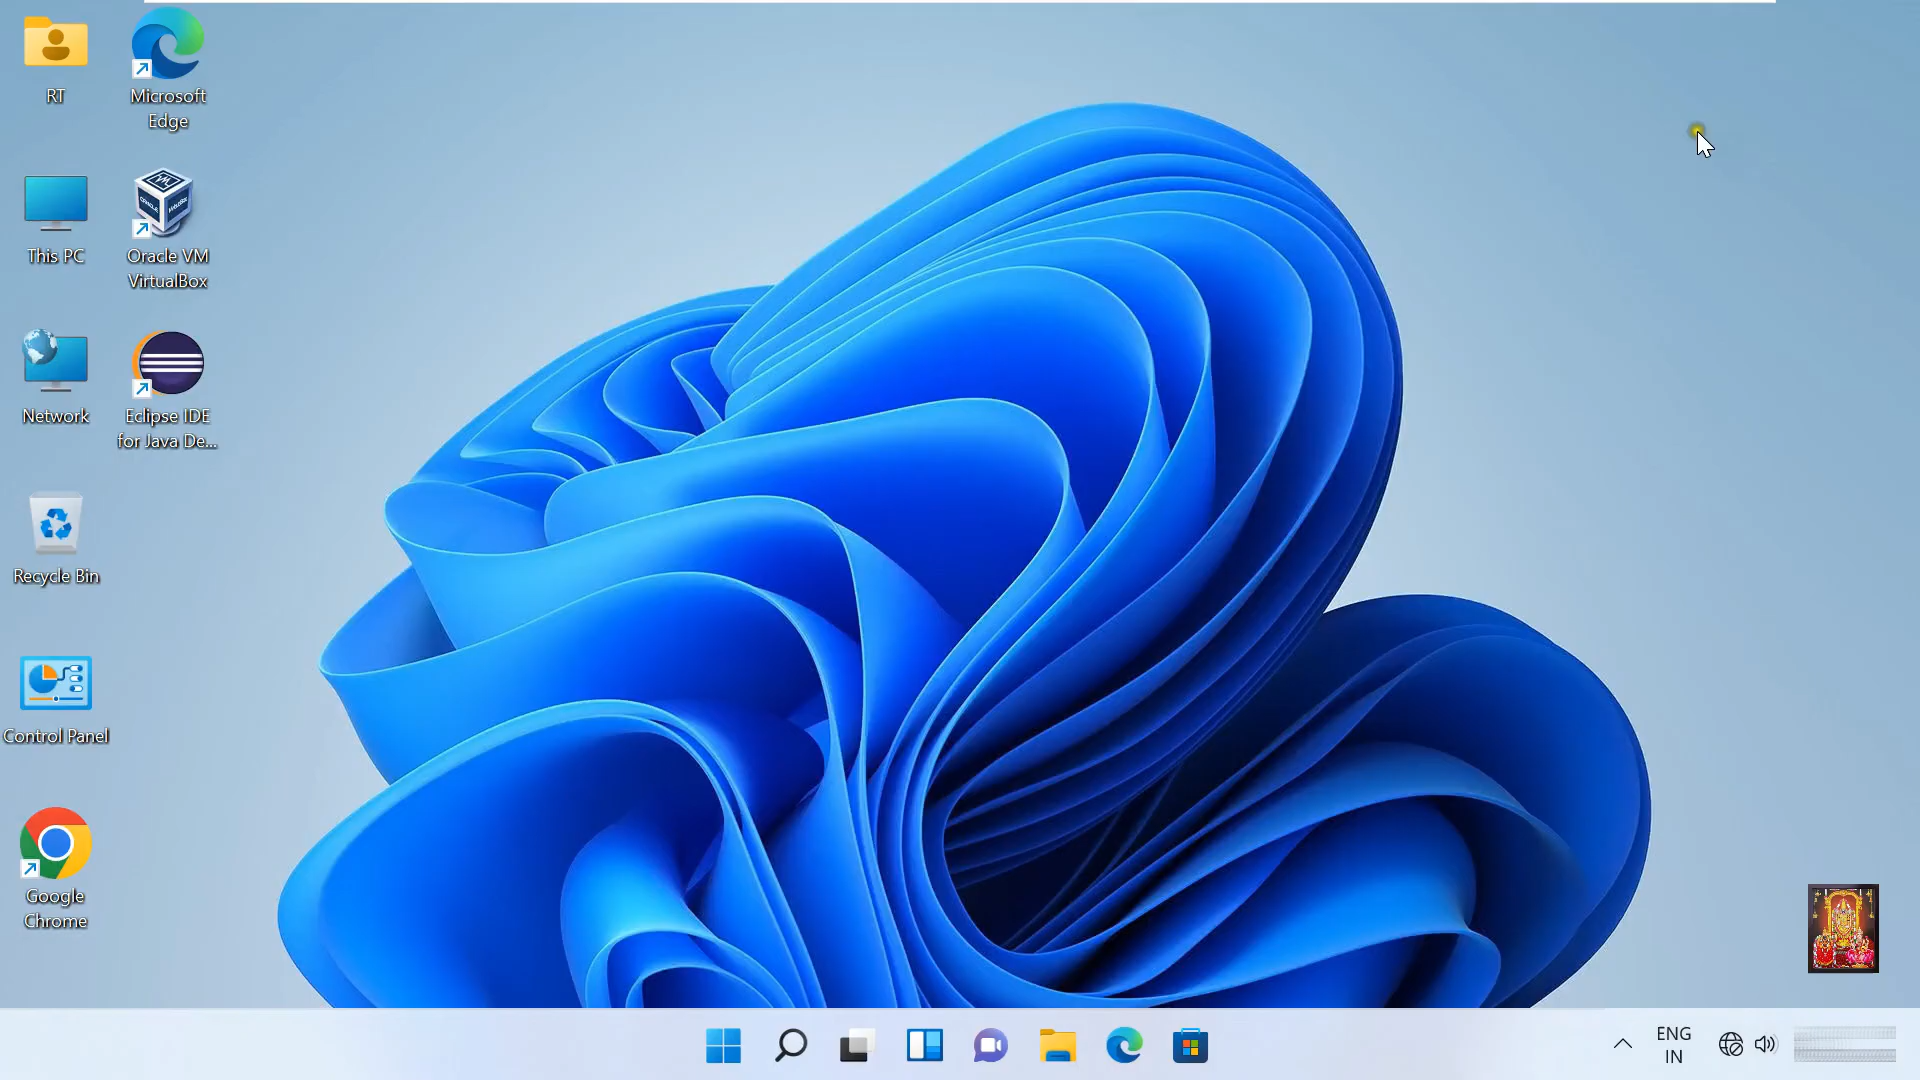 RT
Microsoft
Edge
This PC
Oracle VM
VirtualBox
Network
Eclipse IDE
for Java De...
Recycle Bin
Control Panel
Google
Chrome
ENG
IN